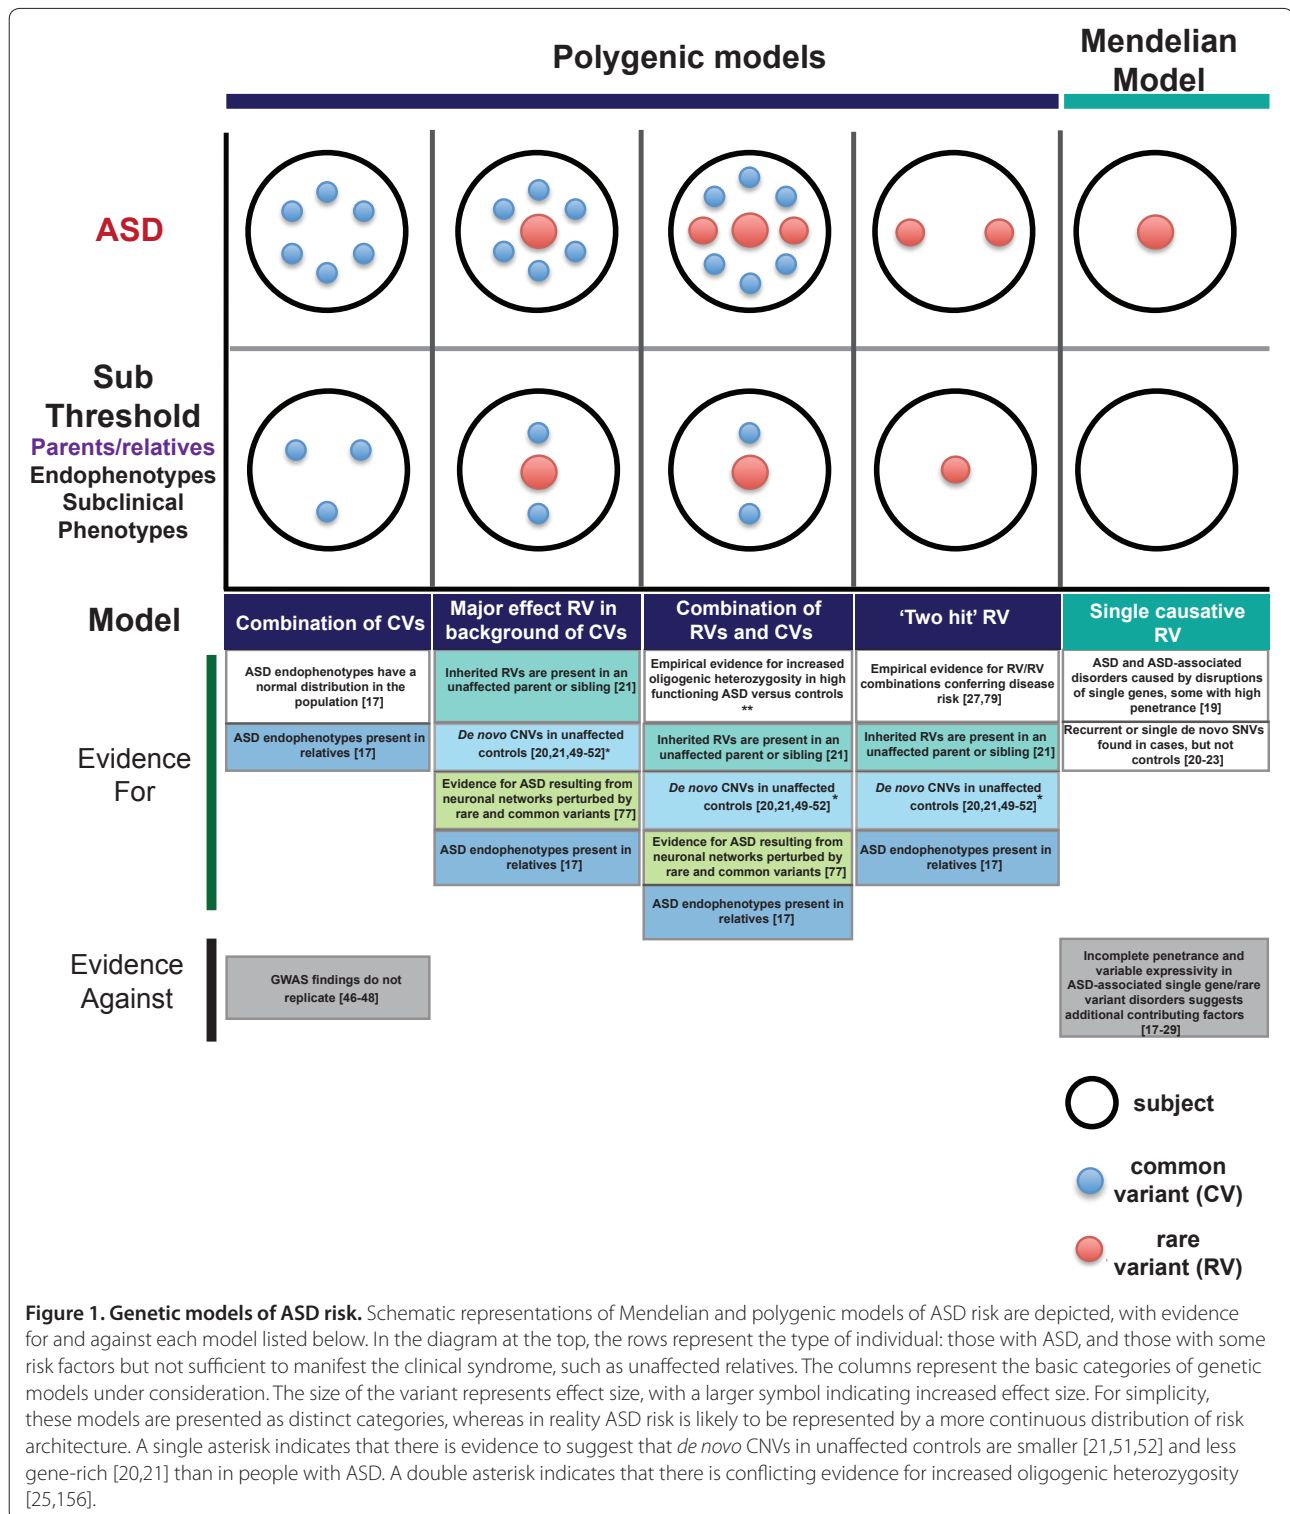 Polygenic models
Mendelian
Model
ASD
Sub
Threshold
Parents/relatives
Endophenotypes
Subclinical
Phenotypes
Model
Combination of CVs
Major effect RV in
background of CVs
Combination of
RVs and CVs
‘Two hit’ RV
Single causative
RV
Evidence
For
ASD endophenotypes have a
normal distribution in the
population [17]
ASD endophenotypes present in
relatives [17]
Inherited RVs are present in an
unaffected parent or sibling [21]
De novo CNVs in unaffected
controls [20,21,49-52]*
Evidence for ASD resulting from
neuronal networks perturbed by
rare and common variants [77]
ASD endophenotypes present in
relatives [17]
Empirical evidence for increased
oligogenic heterozygosity in high
functioning ASD versus controls
**
Inherited RVs are present in an
unaffected parent or sibling [21]
De novo CNVs in unaffected
controls [20,21,49-52]*
Evidence for ASD resulting from
neuronal networks perturbed by
rare and common variants [77]
ASD endophenotypes present in
relatives [17]
Empirical evidence for RV/RV
combinations conferring disease
risk [27,79]
Inherited RVs are present in an
unaffected parent or sibling [21]
De novo CNVs in unaffected
controls [20,21,49-52]*
ASD endophenotypes present in
relatives [17]
ASD and ASD-associated
disorders caused by disruptions
of single genes, some with high
penetrance [19]
Recurrent or single de novo SNVs
found in cases, but not
controls [20-23]
Evidence
Against
GWAS findings do not
replicate [46-48]
Incomplete penetrance and
variable expressivity in
ASD-associated single gene/rare
variant disorders suggests
additional contributing factors
[17-29]
subject
common
variant (CV)
rare
variant (RV)
Figure 1. Genetic models of ASD risk. Schematic representations of Mendelian and polygenic models of ASD risk are depicted, with evidence
for and against each model listed below. In the diagram at the top, the rows represent the type of individual: those with ASD, and those with some
risk factors but not sufficient to manifest the clinical syndrome, such as unaffected relatives. The columns represent the basic categories of genetic
models under consideration. The size of the variant represents effect size, with a larger symbol indicating increased effect size. For simplicity,
these models are presented as distinct categories, whereas in reality ASD risk is likely to be represented by a more continuous distribution of risk
architecture. A single asterisk indicates that there is evidence to suggest that de novo CNVs in unaffected controls are smaller [21,51,52] and less
gene-rich [20,21] than in people with ASD. A double asterisk indicates that there is conflicting evidence for increased oligogenic heterozygosity
[25,156].